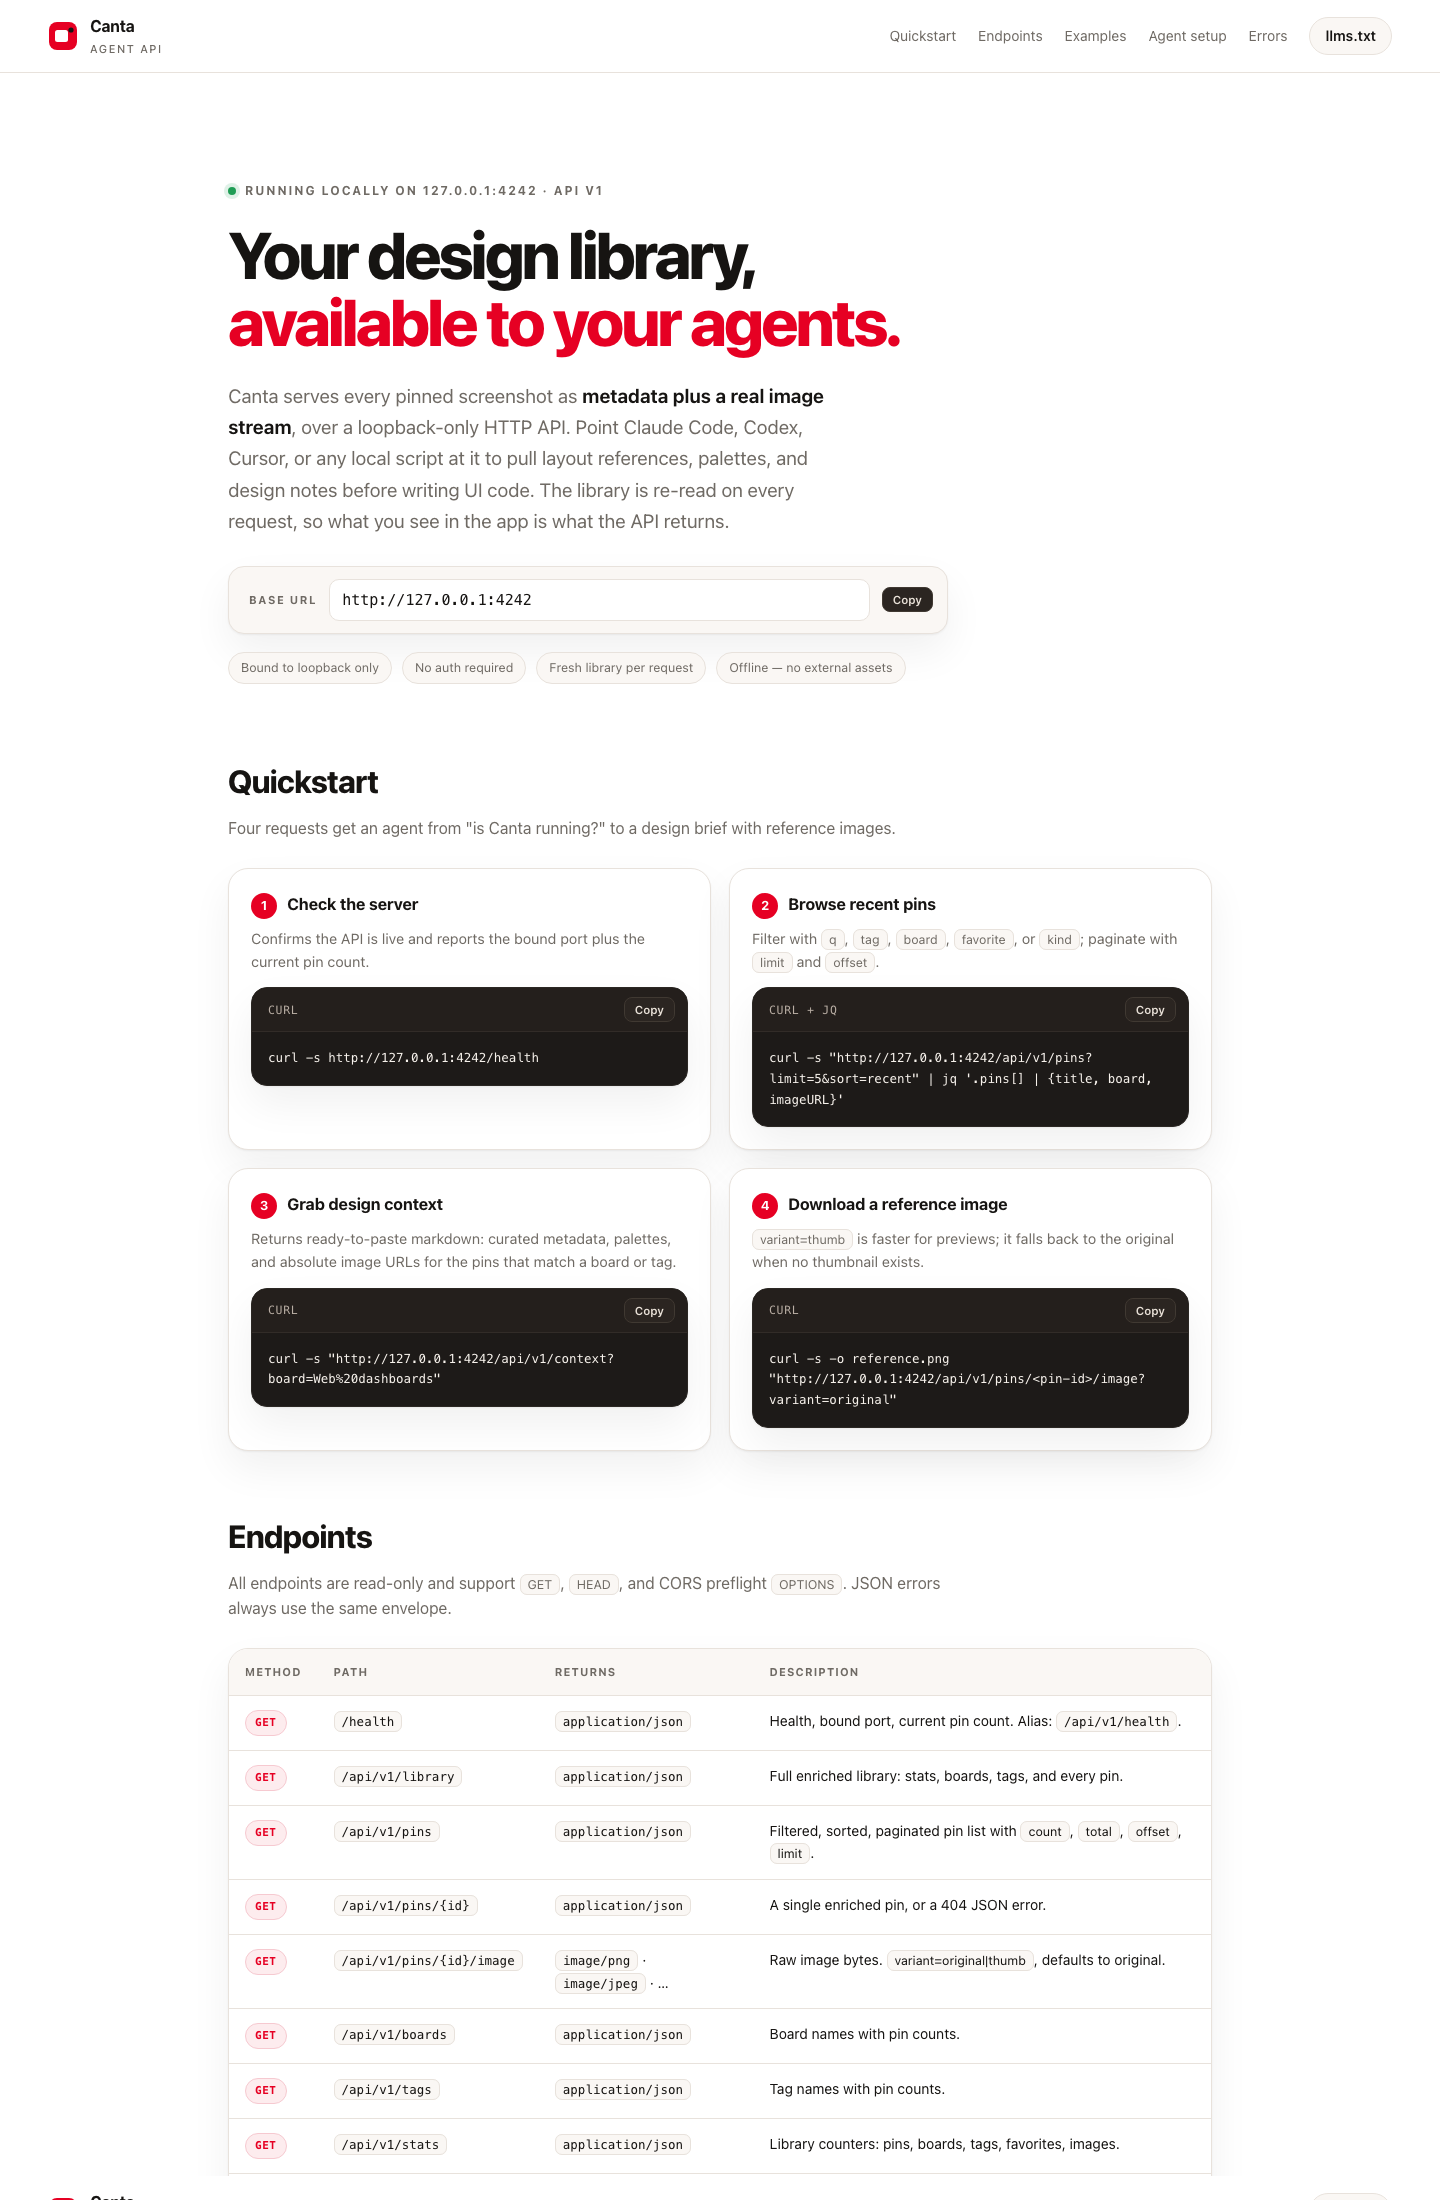 Canta
AGENT API
Quickstart Endpoints Examples Agent setup Errors llms.txt
RUNNING LOCALLY ON 127.0.0.1:4242 · API V1
Your design library,
available to your agents.
Canta serves every pinned screenshot as metadata plus a real image
stream, over a loopback-only HTTP API. Point Claude Code, Codex,
Cursor, or any local script at it to pull layout references, palettes, and
design notes before writing UI code. The library is re-read on every
request, so what you see in the app is what the API returns.
BASE URL http://127.0.0.1:4242 Copy
Bound to loopback only No auth required Fresh library per request Offline — no external assets
Quickstart
Four requests get an agent from "is Canta running?" to a design brief with reference images.
1 Check the server
Confirms the API is live and reports the bound port plus the
current pin count.
CURL Copy
curl -s http://127.0.0.1:4242/health
2 Browse recent pins
Filter with q, tag, board, favorite, or kind; paginate with
limit and offset.
CURL + JQ Copy
curl -s "http://127.0.0.1:4242/api/v1/pins?
limit=5&sort=recent" | jq '.pins[] | {title, board,
imageURL}'
3 Grab design context
Returns ready-to-paste markdown: curated metadata, palettes,
and absolute image URLs for the pins that match a board or tag.
CURL Copy
curl -s "http://127.0.0.1:4242/api/v1/context?
board=Web%20dashboards"
4 Download a reference image
variant=thumb is faster for previews; it falls back to the original
when no thumbnail exists.
CURL Copy
curl -s -o reference.png
"http://127.0.0.1:4242/api/v1/pins/<pin-id>/image?
variant=original"
Endpoints
All endpoints are read-only and support GET, HEAD, and CORS preflight OPTIONS. JSON errors
always use the same envelope.
METHOD PATH RETURNS DESCRIPTION
GET /health application/json Health, bound port, current pin count. Alias: /api/v1/health.
GET /api/v1/library application/json Full enriched library: stats, boards, tags, and every pin.
GET /api/v1/pins application/json Filtered, sorted, paginated pin list with count, total, offset,
limit.
GET /api/v1/pins/{id} application/json A single enriched pin, or a 404 JSON error.
GET /api/v1/pins/{id}/image image/png · Raw image bytes. variant=original|thumb, defaults to original.
image/jpeg · …
GET /api/v1/boards application/json Board names with pin counts.
GET /api/v1/tags application/json Tag names with pin counts.
GET /api/v1/stats application/json Library counters: pins, boards, tags, favorites, images.